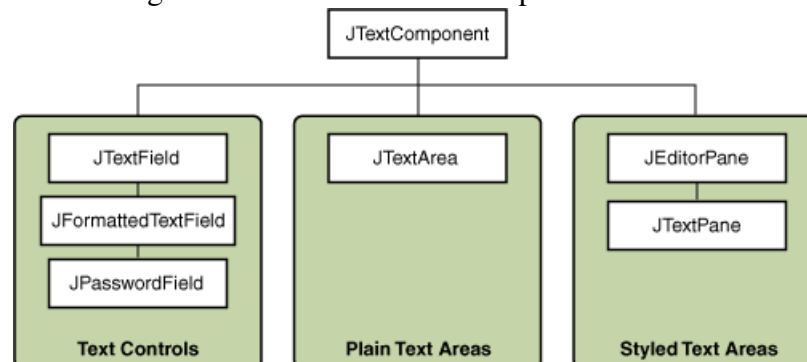 JTextComponent
JTextField
JFormattedTextField
JPasswordField
Text Controls
JTextArea
Plain Text Areas
JEditorPane
JTextPane
Styled Text Areas